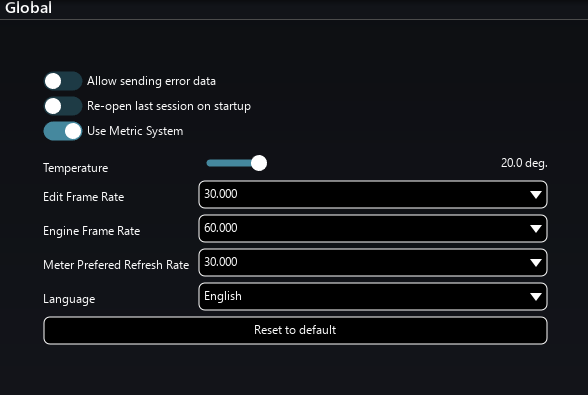 Global
Allow sending error data
Re-open last session on startup
Use Metric System
Temperature 20.0 deg.
Edit Frame Rate 30.000
Engine Frame Rate 60.000
Meter Prefered Refresh Rate 30.000
Language English
Reset to default